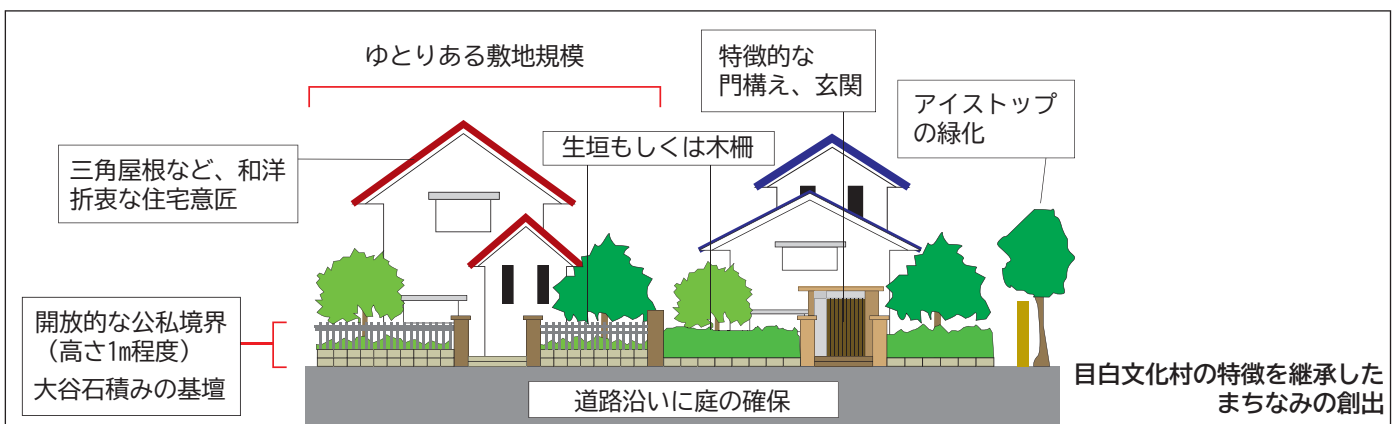 ゆとりある敷地規模
特徴的な
門構え、玄関
アイストップ
の緑化
生垣もしくは木柵
三角屋根など、和洋
折衷な住宅意匠
開放的な公私境界
（高さ1m程度）
大谷石積みの基壇
道路沿いに庭の確保
目白文化村の特徴を継承した
まちなみの創出